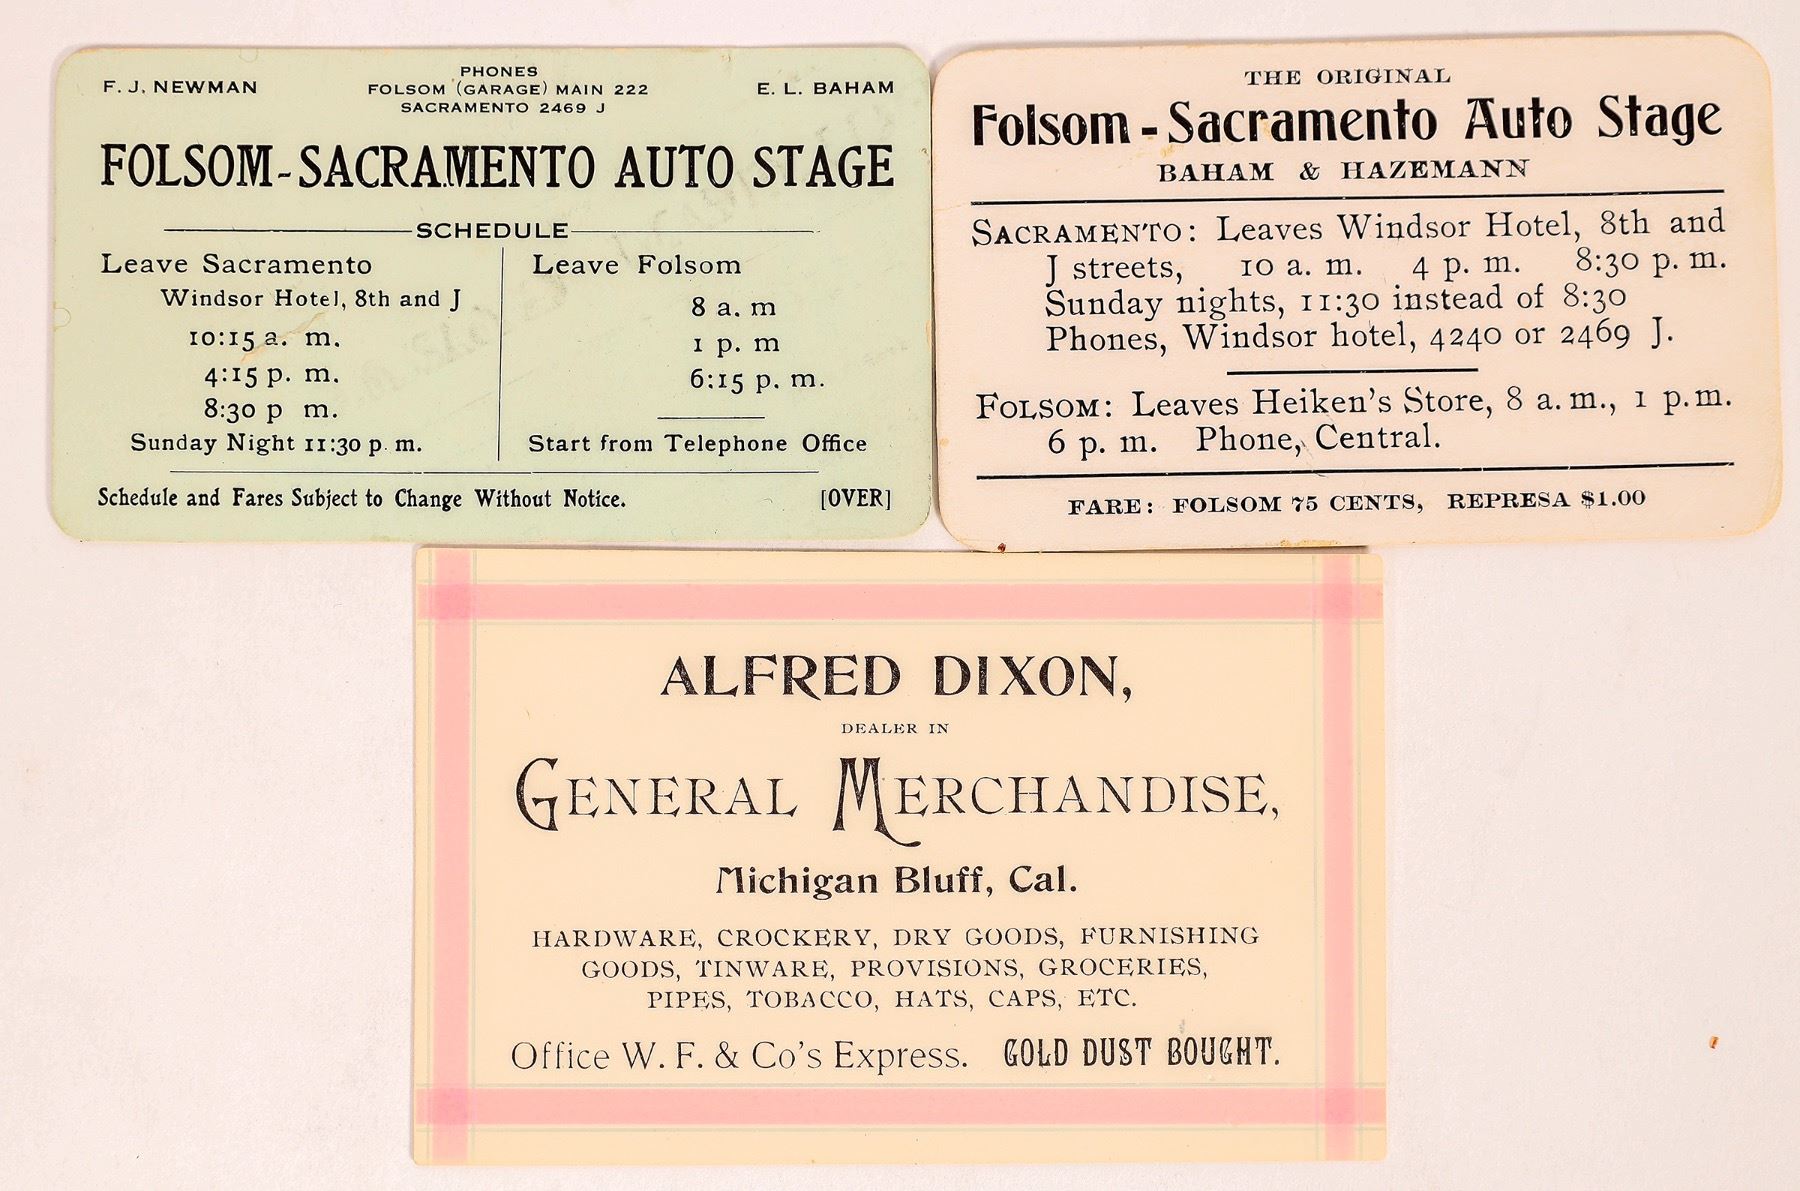 F. J. NEWMAN
PHONES
FOLSOM (GARAGE) MAIN 222
SACRAMENTO 2469 J
E. L. BAHAM
FOLSOM-SACRAMENTO AUTO STAGE
SCHEDULE
Leave Sacramento
Windsor Hotel, 8th and J
10:15 a. m.
4:15 p. m.
8:30 p m.
Sunday Night 11:30 p. m.
Leave Folsom
8 a. m
1 p. m
6:15 p. m.
Start from Telephone Office
Schedule and Fares Subject to Change Without Notice. [OVER]
THE ORIGINAL
Folsom - Sacramento Auto Stage
BAHAM & HAZEMANN
SACRAMENTO: Leaves Windsor Hotel, 8th and
J streets, 10 a. m. 4 p. m. 8:30 p. m.
Sunday nights, 11:30 instead of 8:30
Phones, Windsor hotel, 4240 or 2469 J.
FOLSOM: Leaves Heiken's Store, 8 a. m., 1 p. m.
6 p. m. Phone, Central.
FARE: FOLSOM 75 CENTS, REPRESA $1.00
ALFRED DIXON,
DEALER IN
GENERAL MERCHANDISE,
Michigan Bluff, Cal.
HARDWARE, CROCKERY, DRY GOODS, FURNISHING
GOODS, TINWARE, PROVISIONS, GROCERIES,
PIPES, TOBACCO, HATS, CAPS, ETC.
Office W. F. & Co's Express. GOLD DUST BOUGHT.